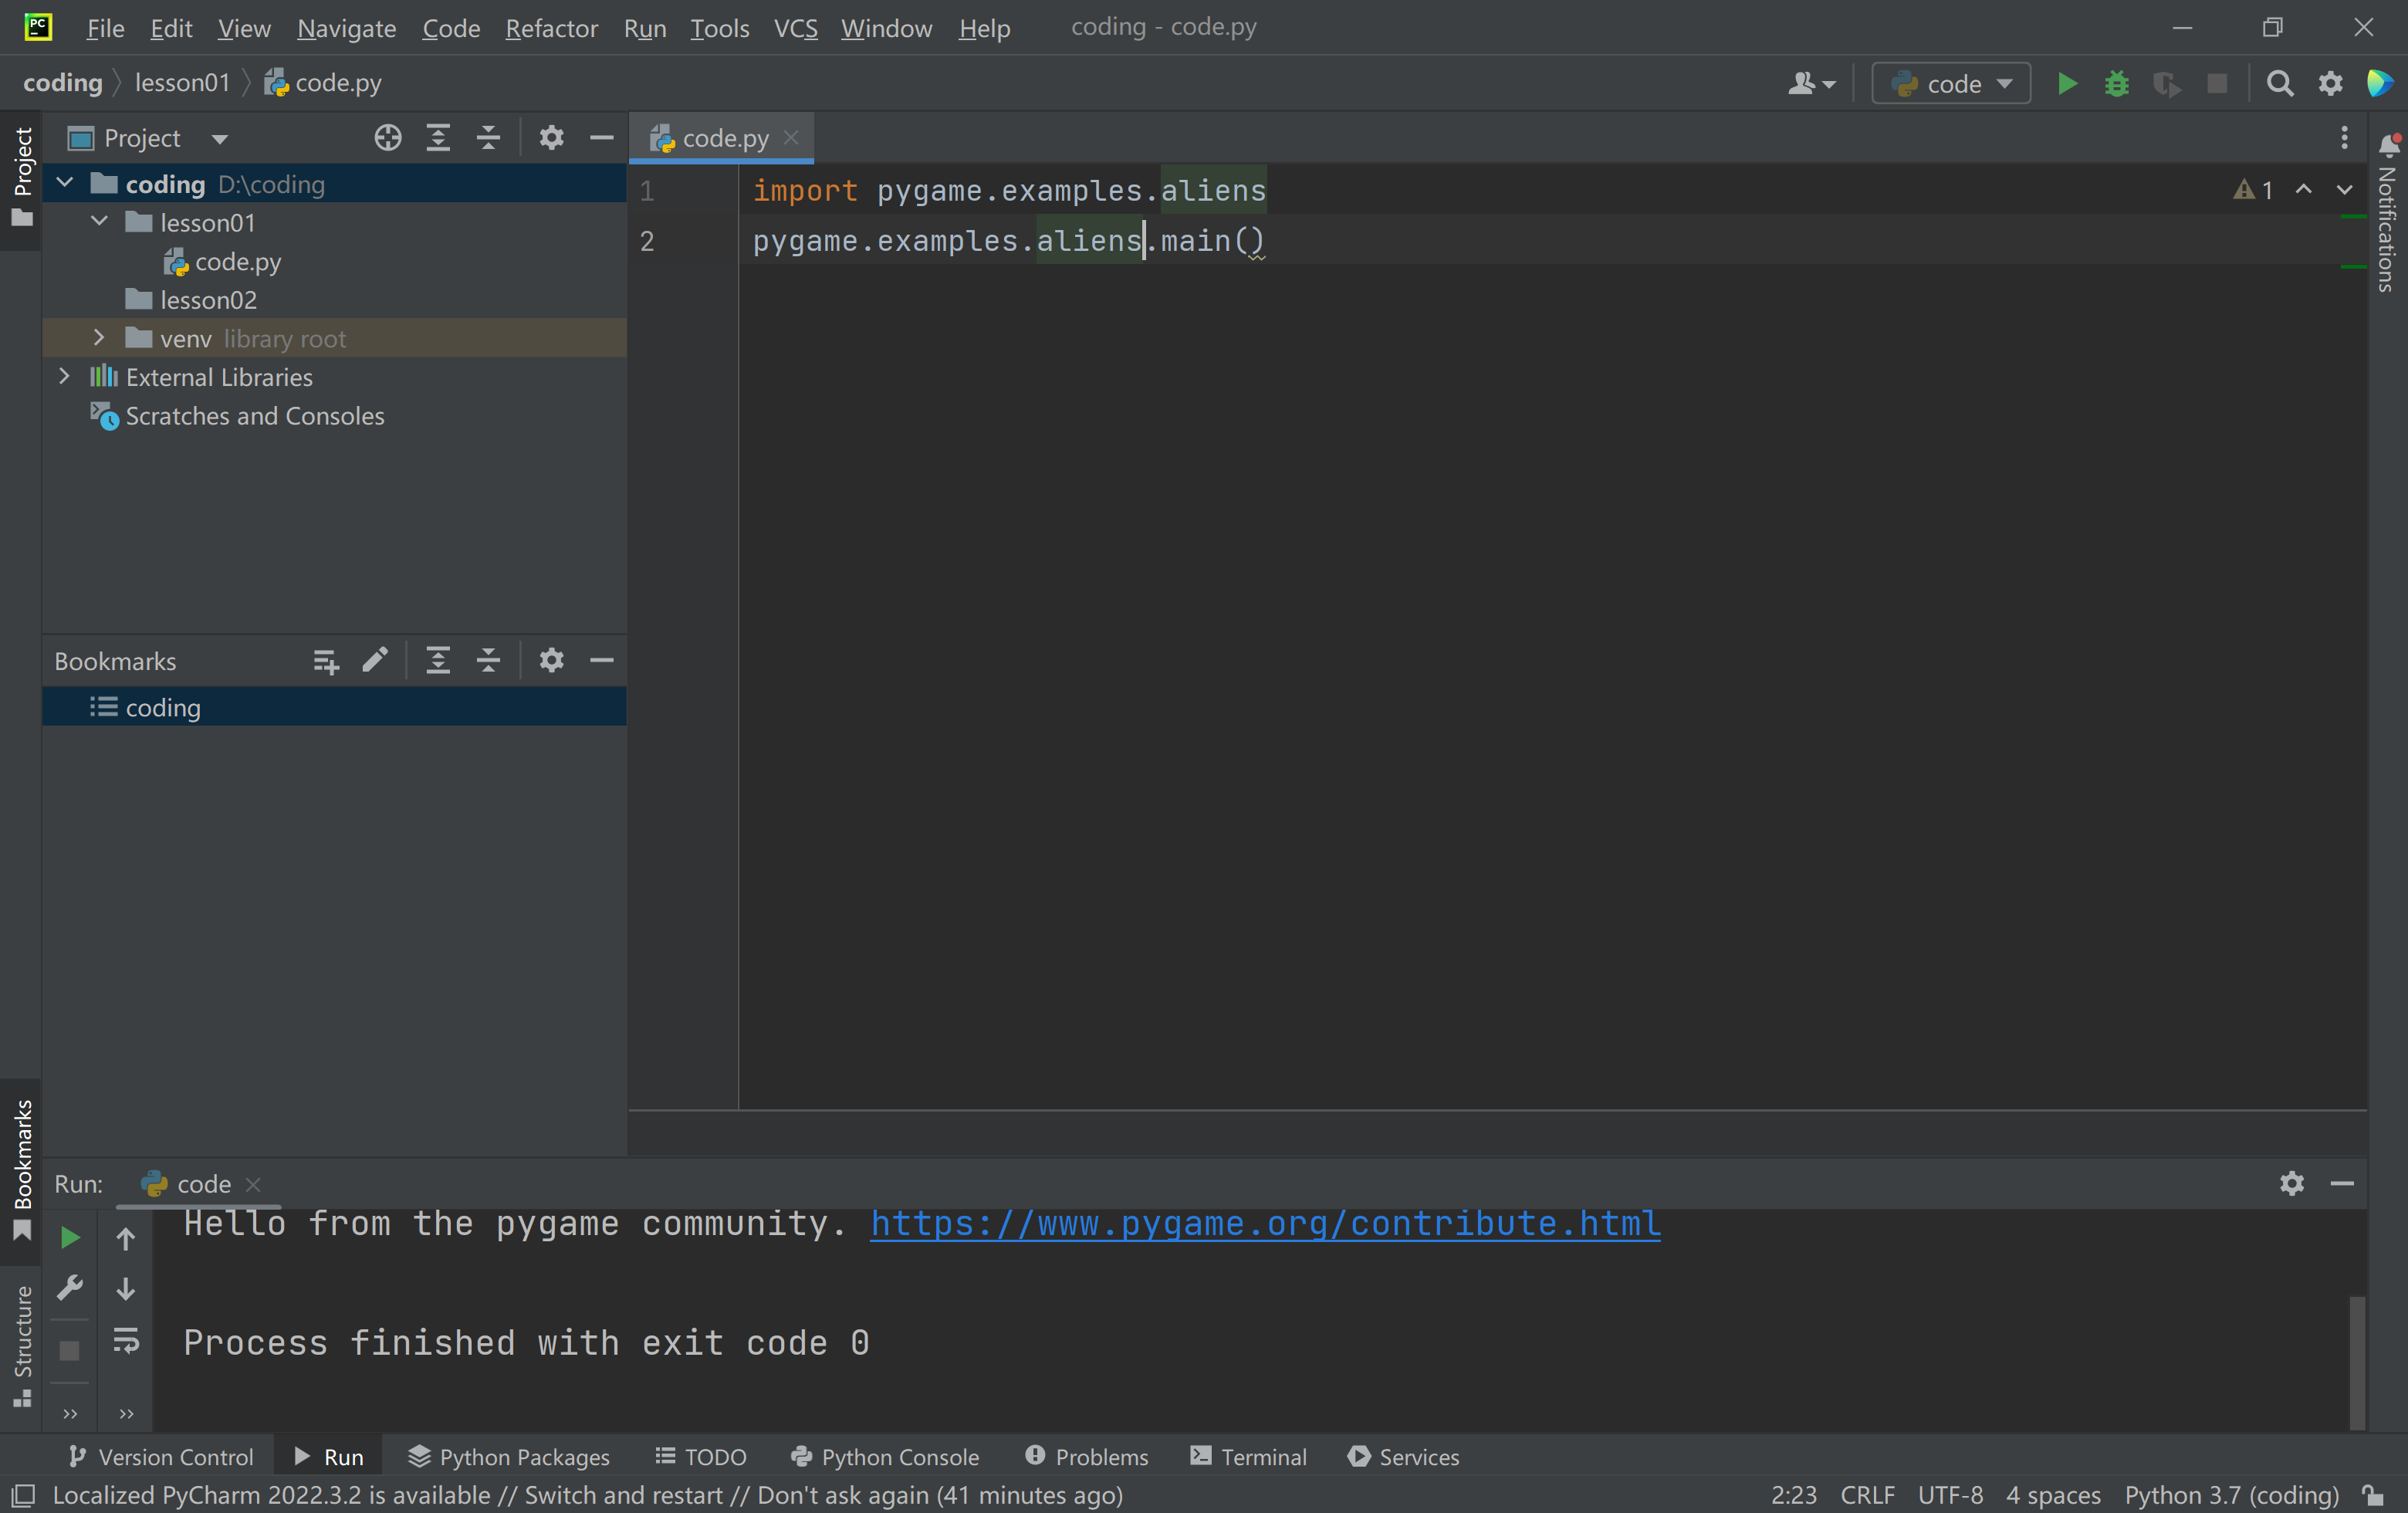 PC File Edit View Navigate Code Refactor Run Tools VCS Window Help coding - code.py
coding lesson01 code.py code
Project
Project
code.py
coding D:\coding
lesson01
code.py
lesson02
venv library root
External Libraries
Scratches and Consoles
1 import pygame.examples.aliens
2 pygame.examples.aliens.main()
1
Notifications
Bookmarks
coding
Bookmarks
Structure
Run: code
Hello from the pygame community. https://www.pygame.org/contribute.html
Process finished with exit code 0
Version Control Run Python Packages TODO Python Console Problems Terminal Services
Localized PyCharm 2022.3.2 is available // Switch and restart // Don't ask again (41 minutes ago) 2:23 CRLF UTF-8 4 spaces Python 3.7 (coding)